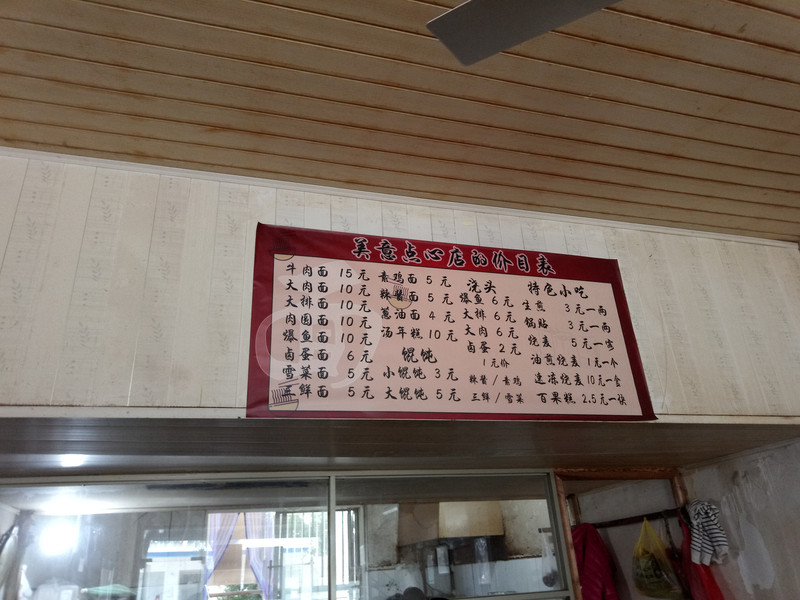 美意点心店的价目表
牛肉面 15元
大肉面 10元
大排面 10元
肉圆面 10元
爆鱼面 10元
卤蛋面 6元
雪菜面 5元
三鲜面 5元
素鸡面 5元
辣酱面 5元
葱油面 4元
汤年糕 10元
馄饨
小馄饨 3元
大馄饨 5元
浇头
爆鱼 6元
大排 6元
大肉 6元
卤蛋 2元
1元价
辣酱/素鸡
三鲜/雪菜
特色小吃
生煎 3元一两
锅贴 3元一两
烧麦 5元一客
油煎烧麦 1元一个
速冻烧麦 10元一盒
百果糕 2.5元一块